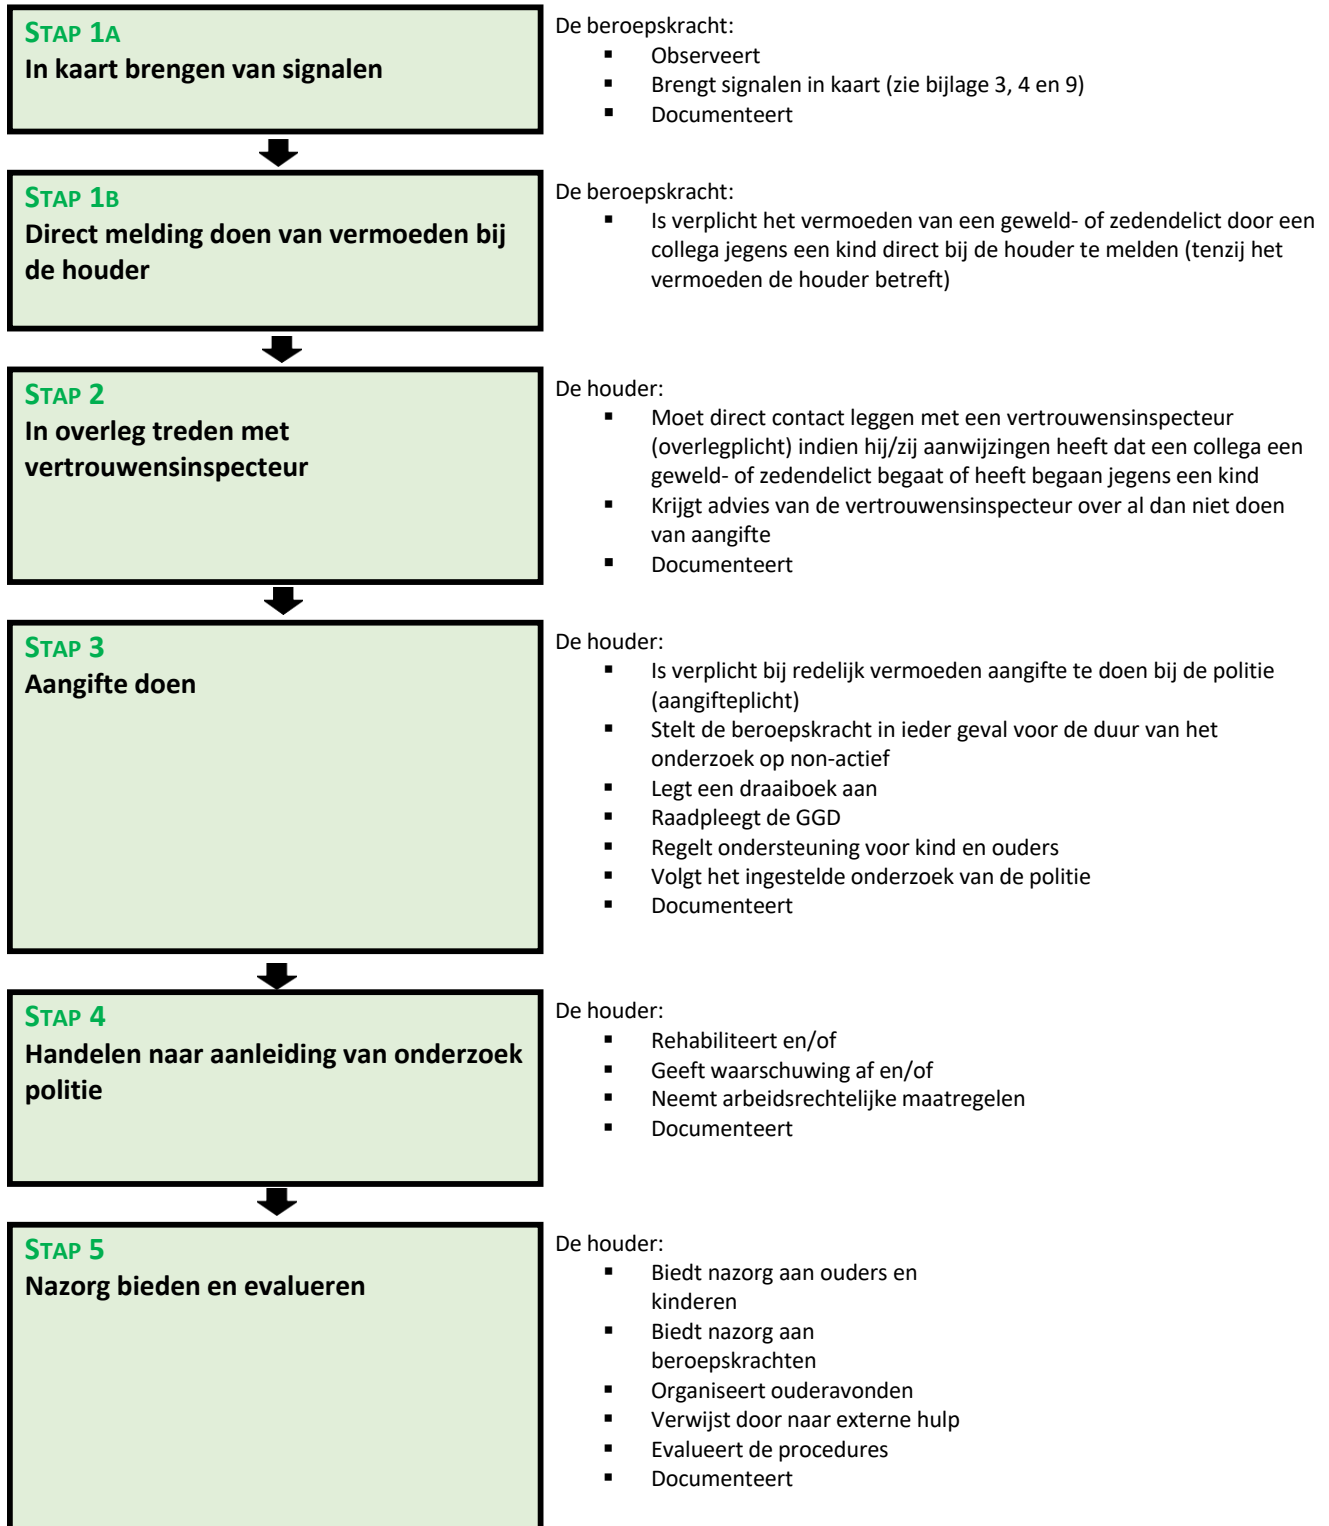 STAP 1A
In kaart brengen van signalen
De beroepskracht:
▪ Observeert
▪ Brengt signalen in kaart (zie bijlage 3, 4 en 9)
▪ Documenteert
STAP 1B
Direct melding doen van vermoeden bij
de houder
De beroepskracht:
▪ Is verplicht het vermoeden van een geweld- of zedendelict door een
collega jegens een kind direct bij de houder te melden (tenzij het
vermoeden de houder betreft)
STAP 2
In overleg treden met
vertrouwensinspecteur
De houder:
▪ Moet direct contact leggen met een vertrouwensinspecteur
(overlegplicht) indien hij/zij aanwijzingen heeft dat een collega een
geweld- of zedendelict begaat of heeft begaan jegens een kind
▪ Krijgt advies van de vertrouwensinspecteur over al dan niet doen
van aangifte
▪ Documenteert
STAP 3
Aangifte doen
De houder:
▪ Is verplicht bij redelijk vermoeden aangifte te doen bij de politie
(aangifteplicht)
▪ Stelt de beroepskracht in ieder geval voor de duur van het
onderzoek op non-actief
▪ Legt een draaiboek aan
▪ Raadpleegt de GGD
▪ Regelt ondersteuning voor kind en ouders
▪ Volgt het ingestelde onderzoek van de politie
▪ Documenteert
STAP 4
Handelen naar aanleiding van onderzoek
politie
De houder:
▪ Rehabiliteert en/of
▪ Geeft waarschuwing af en/of
▪ Neemt arbeidsrechtelijke maatregelen
▪ Documenteert
STAP 5
Nazorg bieden en evalueren
De houder:
▪ Biedt nazorg aan ouders en
kinderen
▪ Biedt nazorg aan
beroepskrachten
▪ Organiseert ouderavonden
▪ Verwijst door naar externe hulp
▪ Evalueert de procedures
▪ Documenteert